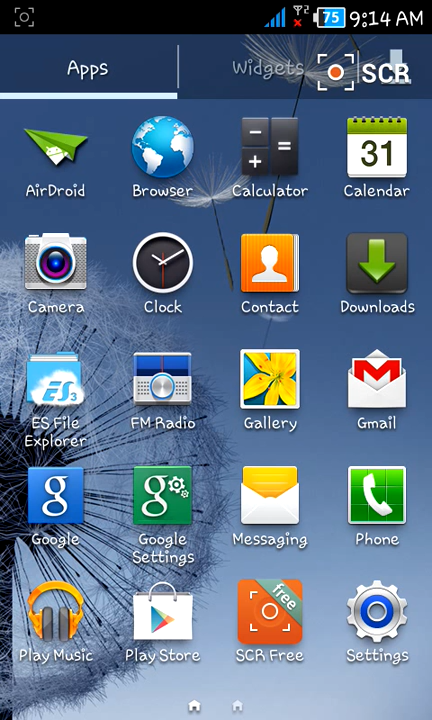 75 9:14 AM
Apps Widgets SCR
AirDroid Browser Calculator Calendar
31
Camera Clock Contact Downloads
ES3
ES File Explorer FM Radio Gallery Gmail
g g
Google Google Settings Messaging Phone
free
Play Music Play Store SCR Free Settings